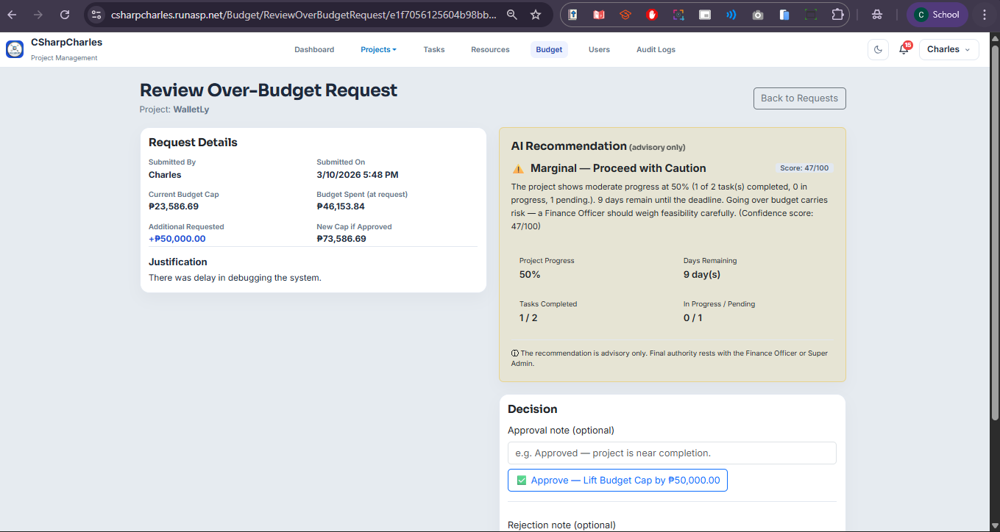 csharpcharles.runasp.net/Budget/ReviewOverBudgetRequest/e1f7056125604b98bb...
C School
CSharpCharles
Project Management
Dashboard Projects Tasks Resources Budget Users Audit Logs
15
Charles
Review Over-Budget Request
Project: WalletLy
Back to Requests
Request Details
Submitted By
Charles
Submitted On
3/10/2026 5:48 PM
Current Budget Cap
₱23,586.69
Budget Spent (at request)
₱46,153.84
Additional Requested
+₱50,000.00
New Cap if Approved
₱73,586.69
Justification
There was delay in debugging the system.
AI Recommendation (advisory only)
Marginal — Proceed with Caution
Score: 47/100
The project shows moderate progress at 50% (1 of 2 task(s) completed, 0 in
progress, 1 pending.). 9 days remain until the deadline. Going over budget carries
risk — a Finance Officer should weigh feasibility carefully. (Confidence score:
47/100)
Project Progress
50%
Days Remaining
9 day(s)
Tasks Completed
1 / 2
In Progress / Pending
0 / 1
The recommendation is advisory only. Final authority rests with the Finance Officer or Super
Admin.
Decision
Approval note (optional)
e.g. Approved — project is near completion.
Approve — Lift Budget Cap by ₱50,000.00
Rejection note (optional)